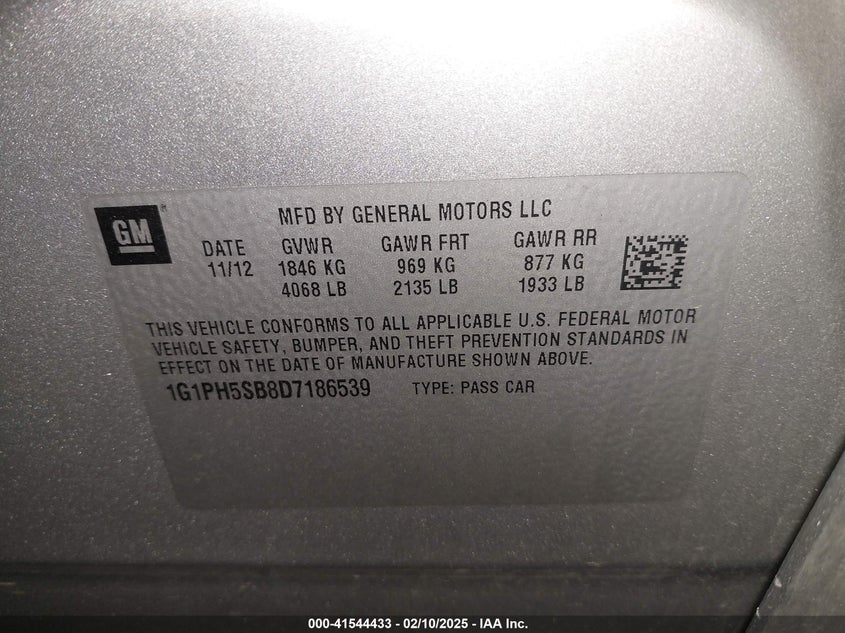 MFD BY GENERAL MOTORS LLC
GM
DATE GVWR GAWR FRT GAWR RR
11/12 1846 KG 969 KG 877 KG
4068 LB 2135 LB 1933 LB
THIS VEHICLE CONFORMS TO ALL APPLICABLE U.S. FEDERAL MOTOR
VEHICLE SAFETY, BUMPER, AND THEFT PREVENTION STANDARDS IN
EFFECT ON THE DATE OF MANUFACTURE SHOWN ABOVE.
1G1PH5SB8D7186539 TYPE: PASS CAR
000-41544433 - 02/10/2025 - IAA Inc.